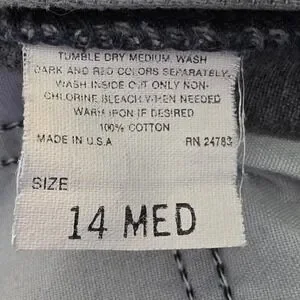 TUMBLE DRY MEDIUM. WASH
DARK AND RED COLORS SEPARATELY.
WASH INSIDE OUT ONLY NON-
CHLORINE BLEACH WHEN NEEDED
WARM IRON IF DESIRED
100% COTTON
MADE IN U.S.A RN 24783
SIZE
14 MED